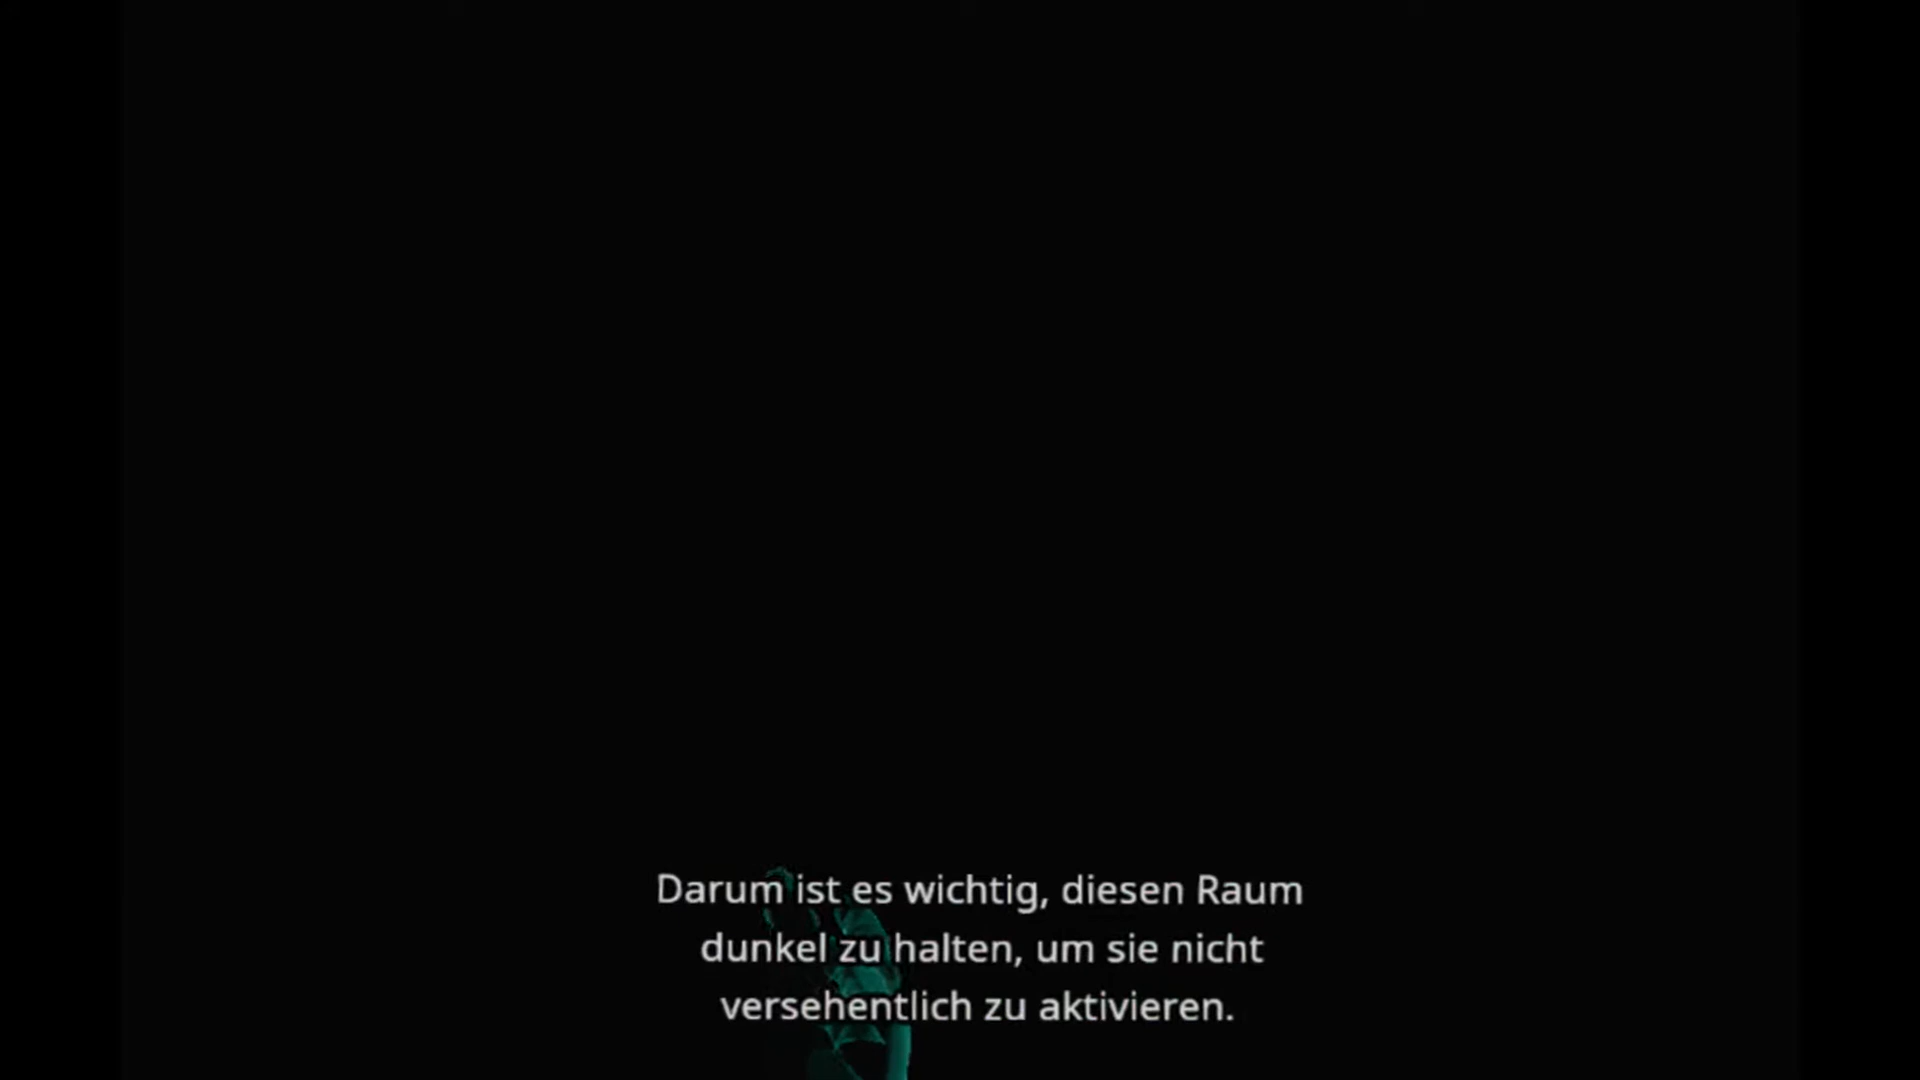 Darum ist es wichtig, diesen Raum
dunkel zu halten, um sie nicht
versehentlich zu aktivieren.